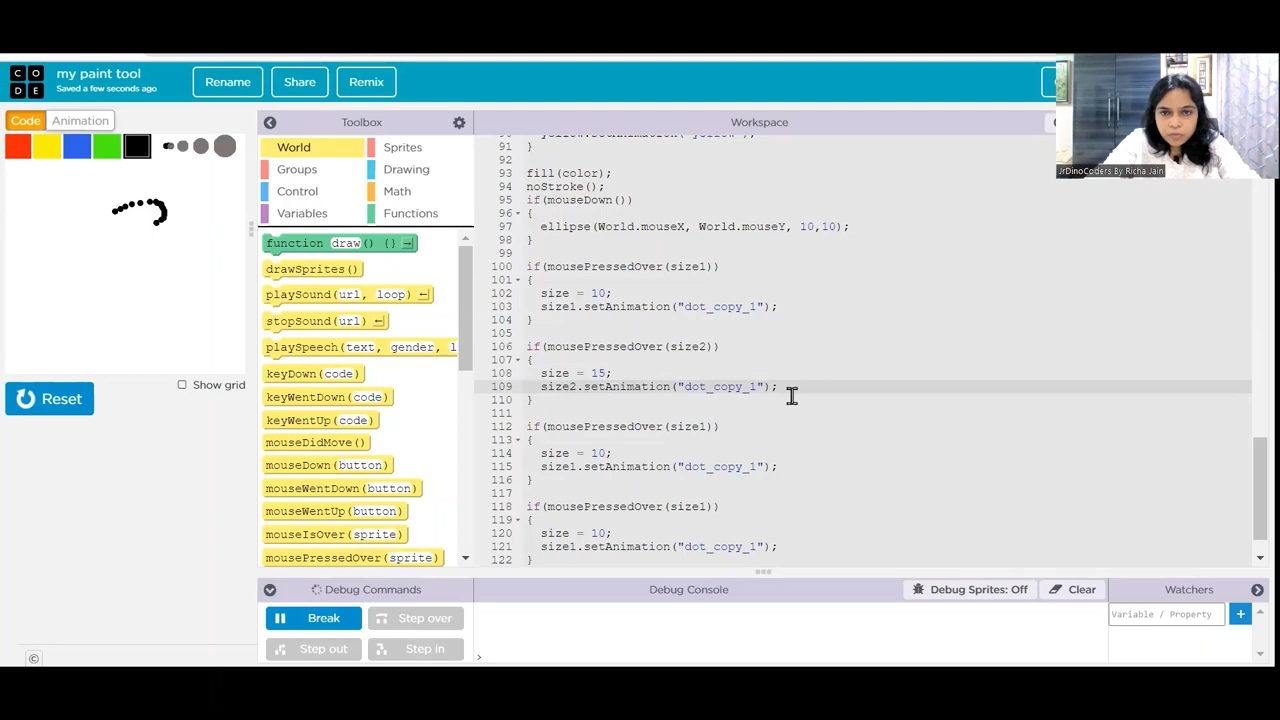 CO
DE
my paint tool
Saved a few seconds ago
Rename
Share
Remix
Code
Animation
Toolbox
Workspace
World
Sprites
Groups
Drawing
Control
Math
Variables
Functions
function draw() {}
drawSprites()
playSound(url, loop)
stopSound(url)
playSpeech(text, gender, l
keyDown(code)
keyWentDown(code)
keyWentUp(code)
mouseDidMove()
mouseDown(button)
mouseWentDown(button)
mouseWentUp(button)
mouseIsOver(sprite)
mousePressedOver(sprite)
Show grid
Reset
91 }
92
93 fill(color);
94 noStroke();
95 if(mouseDown())
96 {
97 ellipse(World.mouseX, World.mouseY, 10,10);
98 }
99
100 if(mousePressedOver(size1))
101 {
102 size = 10;
103 size1.setAnimation("dot_copy_1");
104 }
105
106 if(mousePressedOver(size2))
107 {
108 size = 15;
109 size2.setAnimation("dot_copy_1");
110 }
111
112 if(mousePressedOver(size1))
113 {
114 size = 10;
115 size1.setAnimation("dot_copy_1");
116 }
117
118 if(mousePressedOver(size1))
119 {
120 size = 10;
121 size1.setAnimation("dot_copy_1");
122 }
JrDinoCoders By Richa Jain
Debug Commands
Debug Console
Debug Sprites: Off
Clear
Watchers
Break
Step over
Step out
Step in
Variable / Property
+
>
©